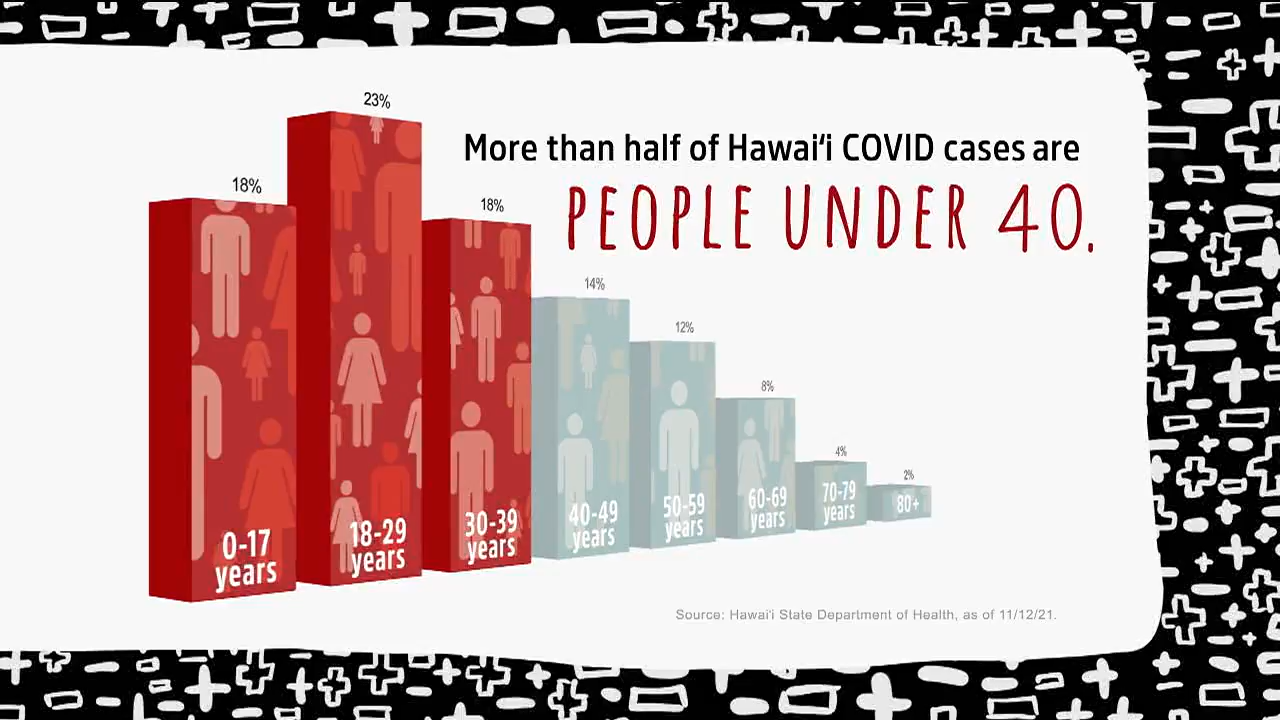 More than half of Hawaiʻi COVID cases are
PEOPLE UNDER 40.
18%
23%
18%
14%
12%
8%
4%
2%
0-17
years
18-29
years
30-39
years
40-49
years
50-59
years
60-69
years
70-79
years
80+
Source: Hawaiʻi State Department of Health, as of 11/12/21.